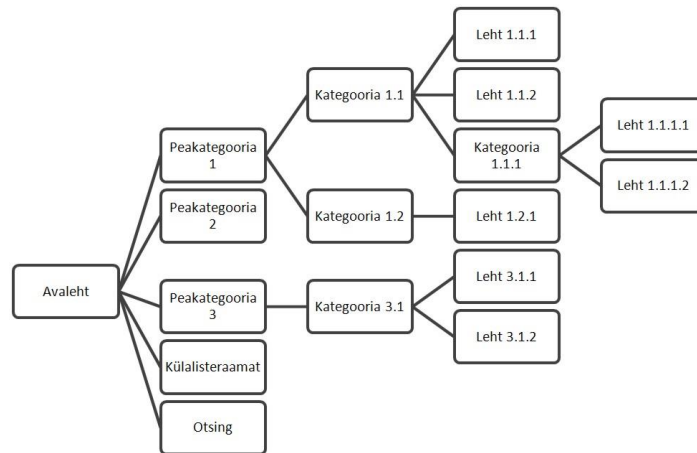 Leht 1.1.1
Kategooria 1.1
Leht 1.1.2
Leht 1.1.1.1
Peakategooria
1
Kategooria
1.1.1
Leht 1.1.1.2
Peakategooria
2
Kategooria 1.2
Leht 1.2.1
Avaleht
Leht 3.1.1
Peakategooria
3
Kategooria 3.1
Leht 3.1.2
Külalisteraamat
Otsing